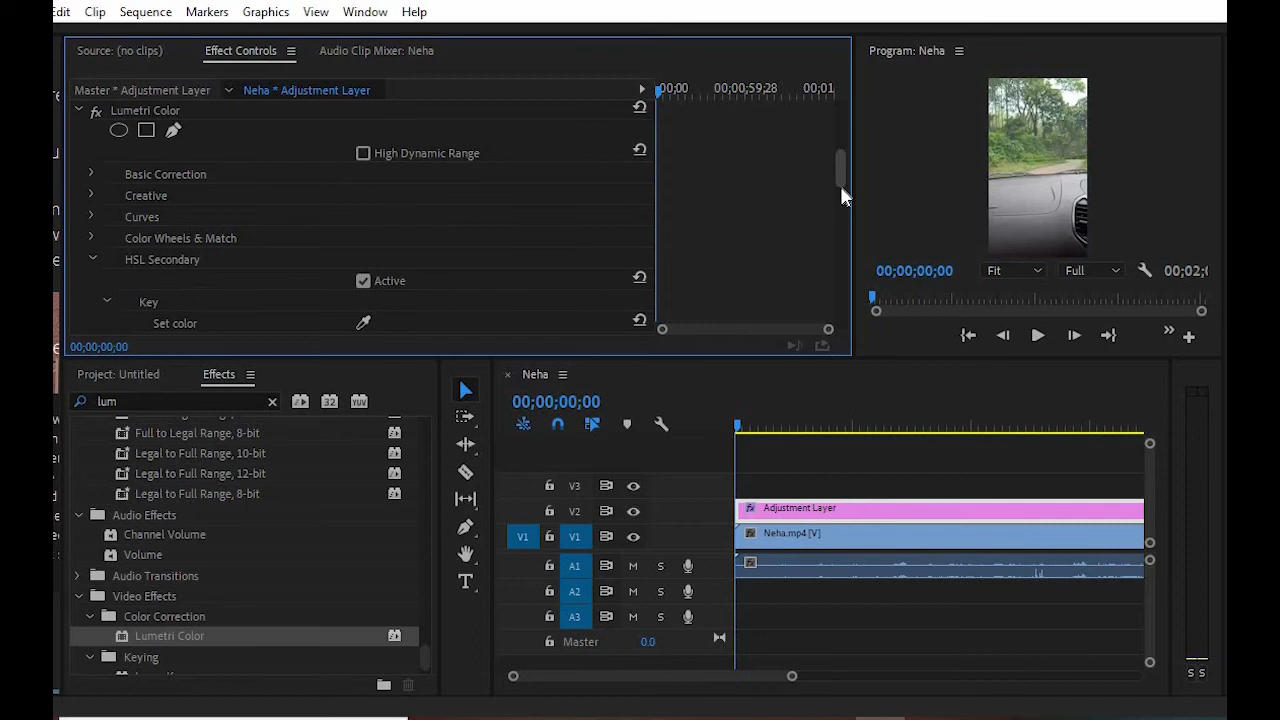 Clip Sequence Markers Graphics View Window Help
Source: (no clips) Effect Controls Audio Clip Mixer: Neha
Program: Neha
Master * Adjustment Layer Neha * Adjustment Layer
;00;00 00;00;59;28 00;01
Lumetri Color
High Dynamic Range
Basic Correction
Creative
Curves
Color Wheels & Match
HSL Secondary
Active
Key
Set color
00;00;00;00
00;00;00;00 Fit Full 00;02;0
Project: Untitled Effects
lum
Full to Legal Range, 8-bit
Legal to Full Range, 10-bit
Legal to Full Range, 12-bit
Legal to Full Range, 8-bit
Audio Effects
Channel Volume
Volume
Audio Transitions
Video Effects
Color Correction
Lumetri Color
Keying
× Neha
00;00;00;00
V3
V2 Adjustment Layer
V1 V1 Neha.mp4 [V]
A1 M S
A2 M S
A3 M S
Master 0.0
S S